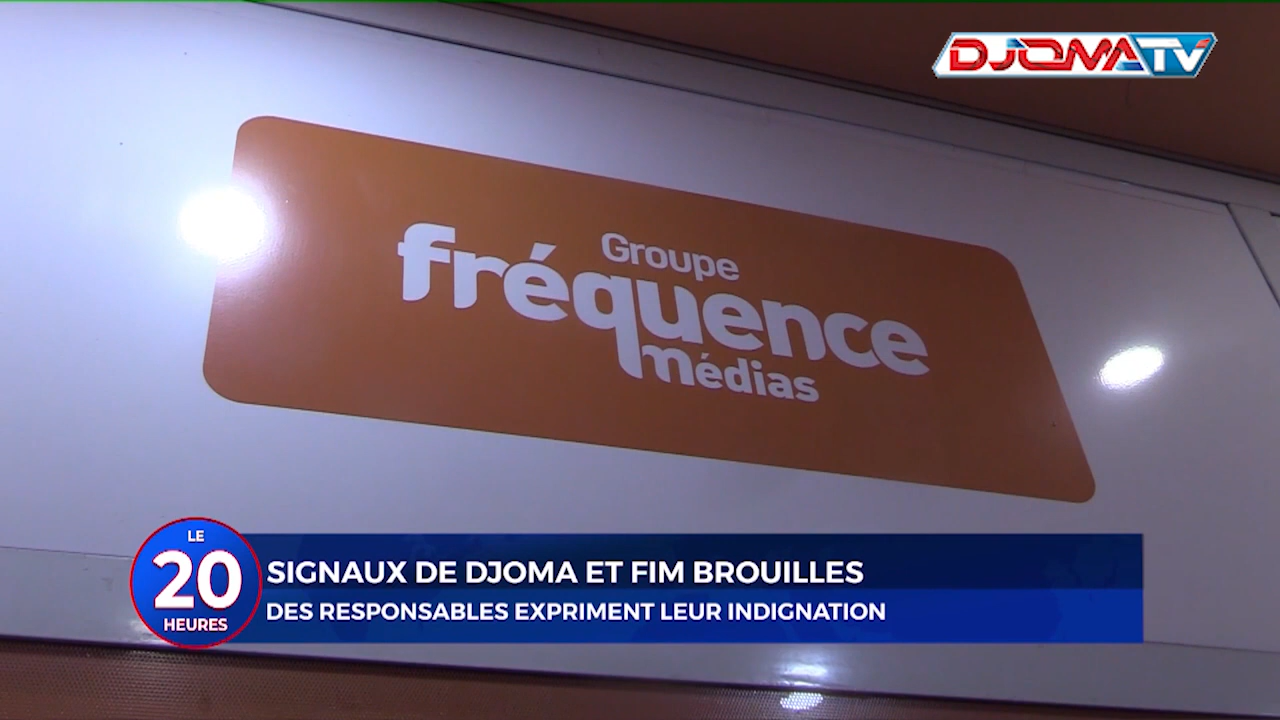 DJOMA TV
Groupe
fréquence
médias
LE
20
HEURES
SIGNAUX DE DJOMA ET FIM BROUILLES
DES RESPONSABLES EXPRIMENT LEUR INDIGNATION